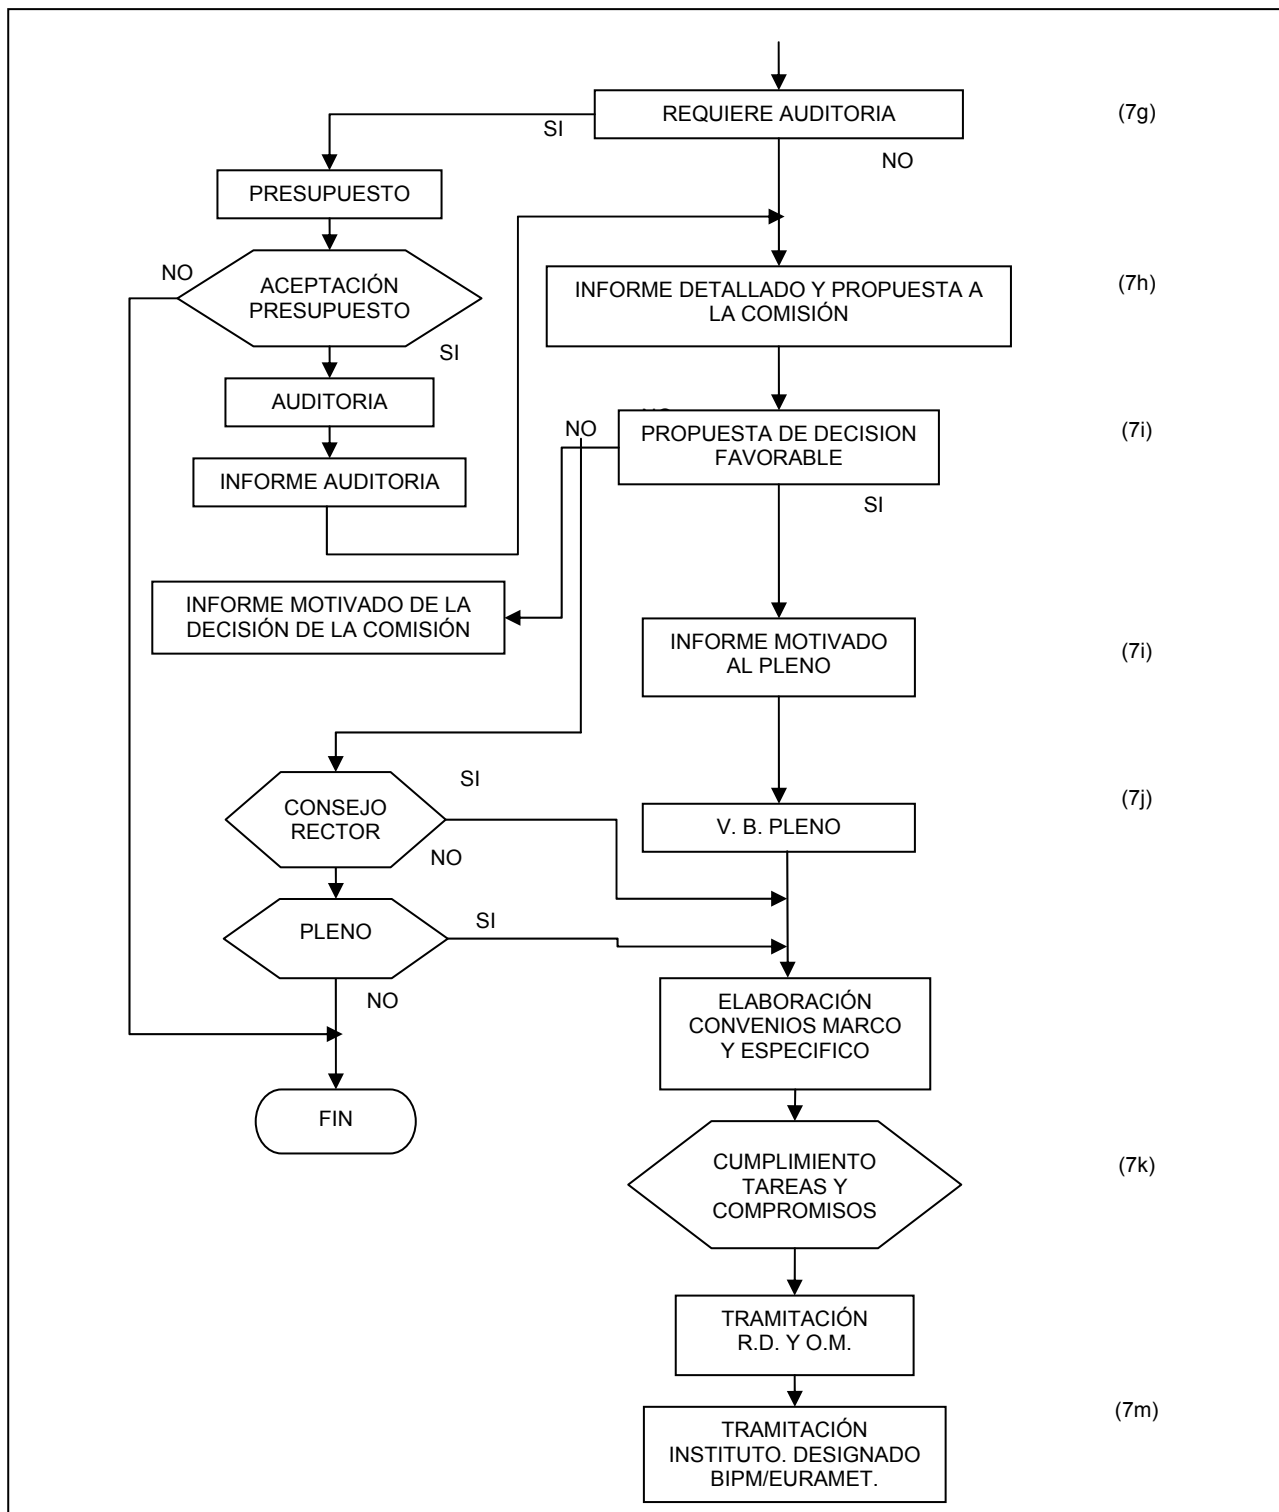 REQUIERE AUDITORIA
(7g)
SI
NO
PRESUPUESTO
NO
ACEPTACIÓN
PRESUPUESTO
SI
INFORME DETALLADO Y PROPUESTA A
LA COMISIÓN
(7h)
AUDITORIA
INFORME AUDITORIA
NO
PROPUESTA DE DECISION
FAVORABLE
(7i)
SI
INFORME MOTIVADO DE LA
DECISIÓN DE LA COMISIÓN
INFORME MOTIVADO
AL PLENO
(7i)
CONSEJO
RECTOR
SI
NO
V. B. PLENO
(7j)
PLENO
SI
NO
ELABORACIÓN
CONVENIOS MARCO
Y ESPECIFICO
FIN
CUMPLIMIENTO
TAREAS Y
COMPROMISOS
(7k)
TRAMITACIÓN
R.D. Y O.M.
TRAMITACIÓN
INSTITUTO. DESIGNADO
BIPM/EURAMET.
(7m)